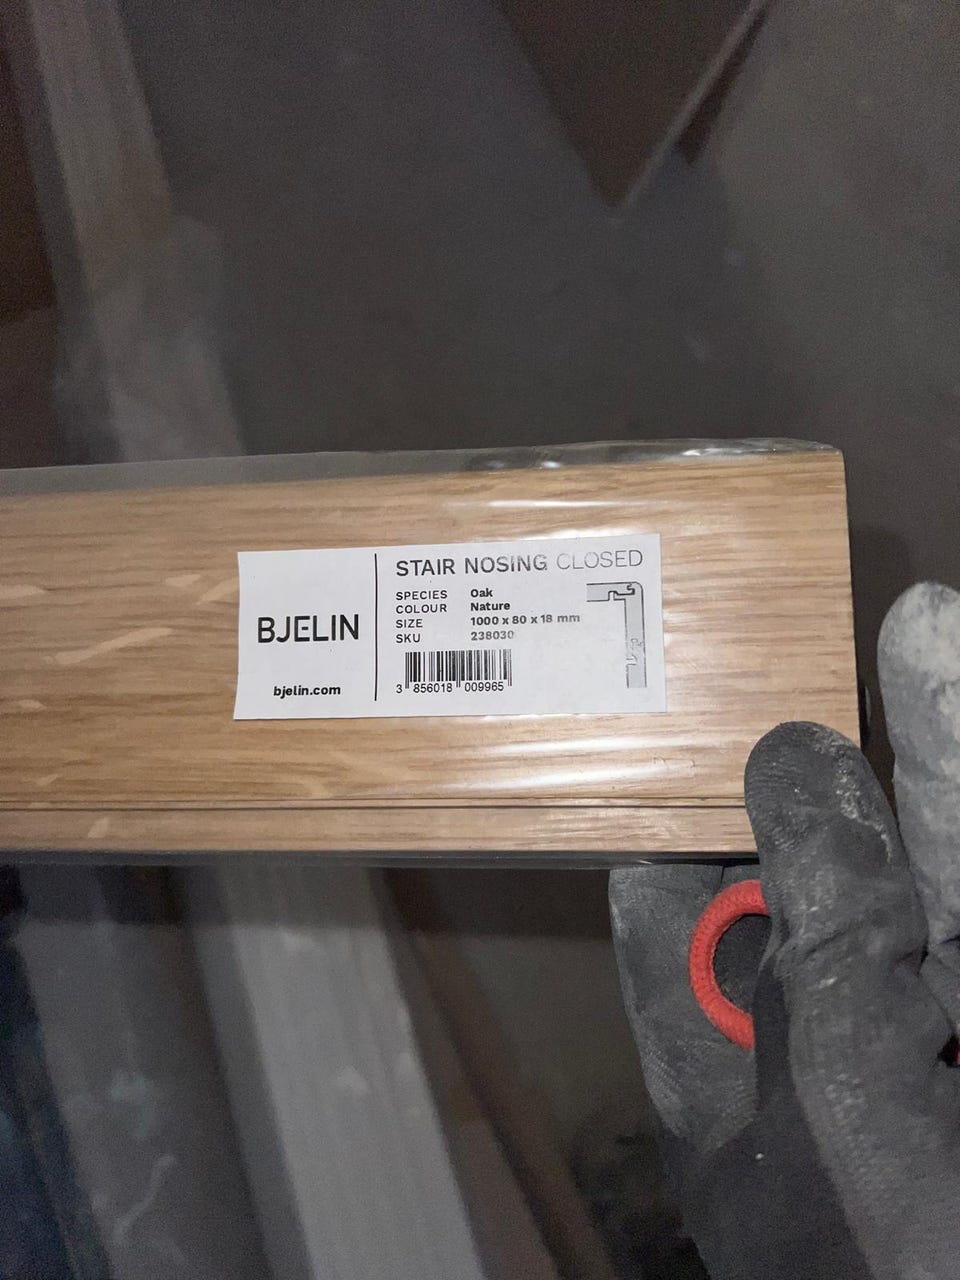 BJELIN
bjelin.com
STAIR NOSING CLOSED
SPECIES Oak
COLOUR Nature
SIZE 1000 x 80 x 18 mm
SKU 238030
3 856018 009965